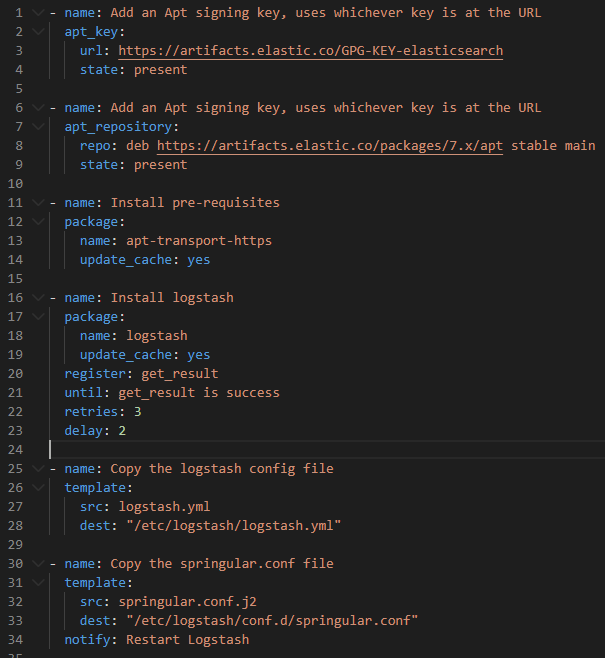 1 - name: Add an Apt signing key, uses whichever key is at the URL
2 apt_key:
3 url: https://artifacts.elastic.co/GPG-KEY-elasticsearch
4 state: present
5
6 - name: Add an Apt signing key, uses whichever key is at the URL
7 apt_repository:
8 repo: deb https://artifacts.elastic.co/packages/7.x/apt stable main
9 state: present
10
11 - name: Install pre-requisites
12 package:
13 name: apt-transport-https
14 update_cache: yes
15
16 - name: Install logstash
17 package:
18 name: logstash
19 update_cache: yes
20 register: get_result
21 until: get_result is success
22 retries: 3
23 delay: 2
24
25 - name: Copy the logstash config file
26 template:
27 src: logstash.yml
28 dest: "/etc/logstash/logstash.yml"
29
30 - name: Copy the springular.conf file
31 template:
32 src: springular.conf.j2
33 dest: "/etc/logstash/conf.d/springular.conf"
34 notify: Restart Logstash